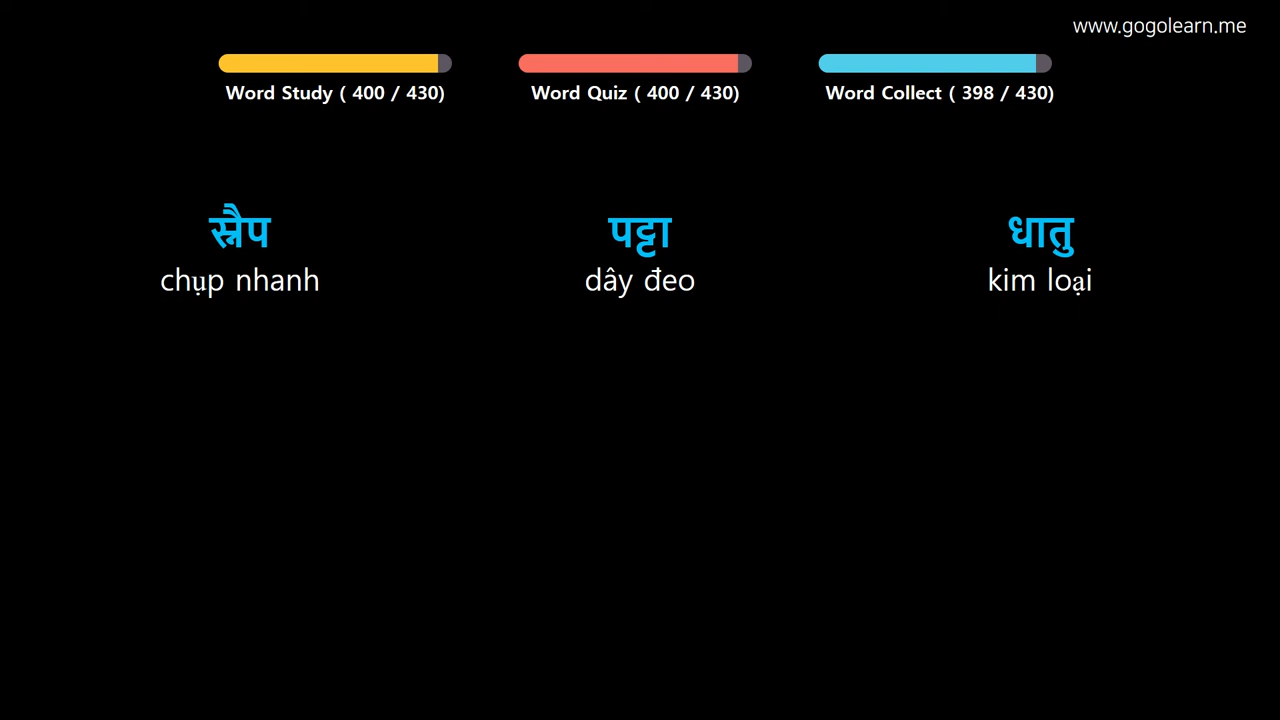 www.gogolearn.me
Word Study ( 400 / 430)
Word Quiz ( 400 / 430)
Word Collect ( 398 / 430)
स्नैप
chụp nhanh
पट्टा
dây đeo
धातु
kim loại